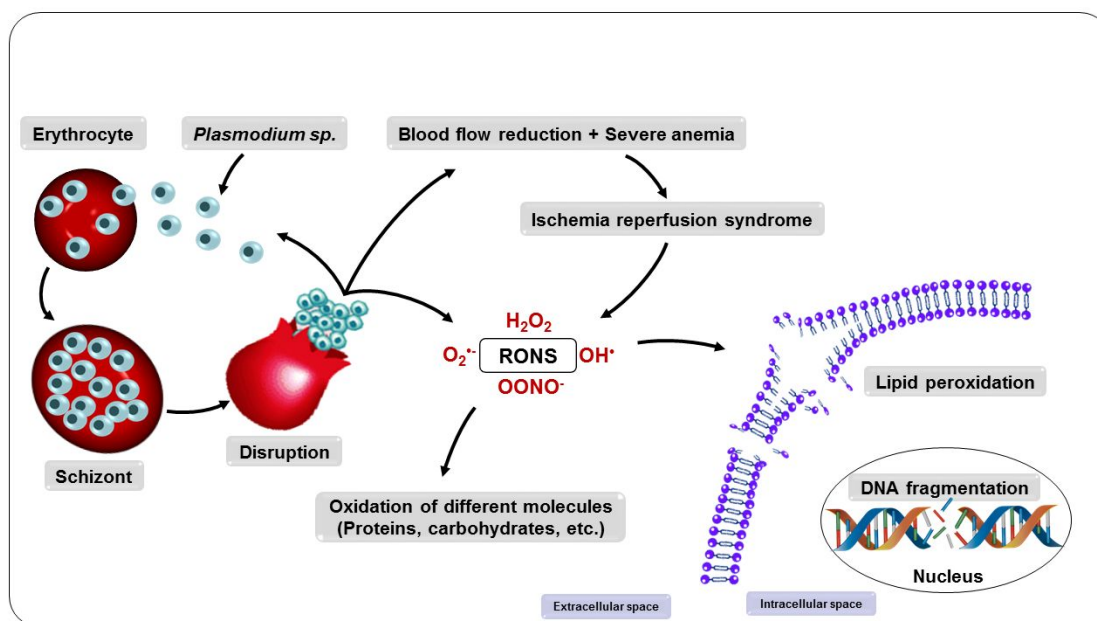 Erythrocyte
Plasmodium sp.
Blood flow reduction + Severe anemia
Ischemia reperfusion syndrome
H₂O₂
O₂•-
RONS
OH•
OONO⁻
Lipid peroxidation
Schizont
Disruption
Oxidation of different molecules
(Proteins, carbohydrates, etc.)
DNA fragmentation
Nucleus
Extracellular space
Intracellular space